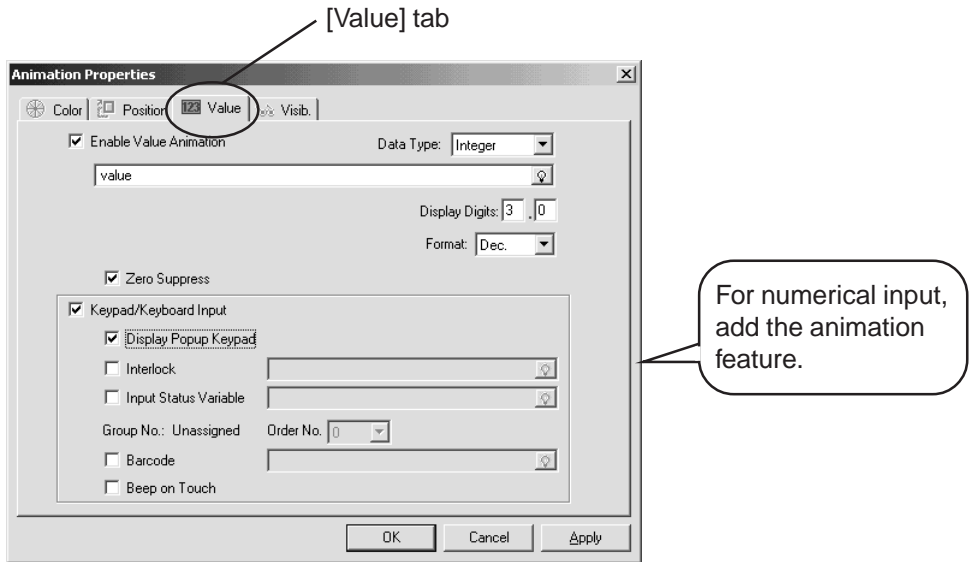 [Value] tab
Animation Properties
Color Position 123 Value Visib.
Enable Value Animation Data Type: Integer
value
Display Digits: 3 . 0
Format: Dec.
Zero Suppress
Keypad/Keyboard Input
Display Popup Keypad
Interlock
Input Status Variable
Group No.: Unassigned Order No. 0
Barcode
Beep on Touch
OK Cancel Apply
For numerical input,
add the animation
feature.